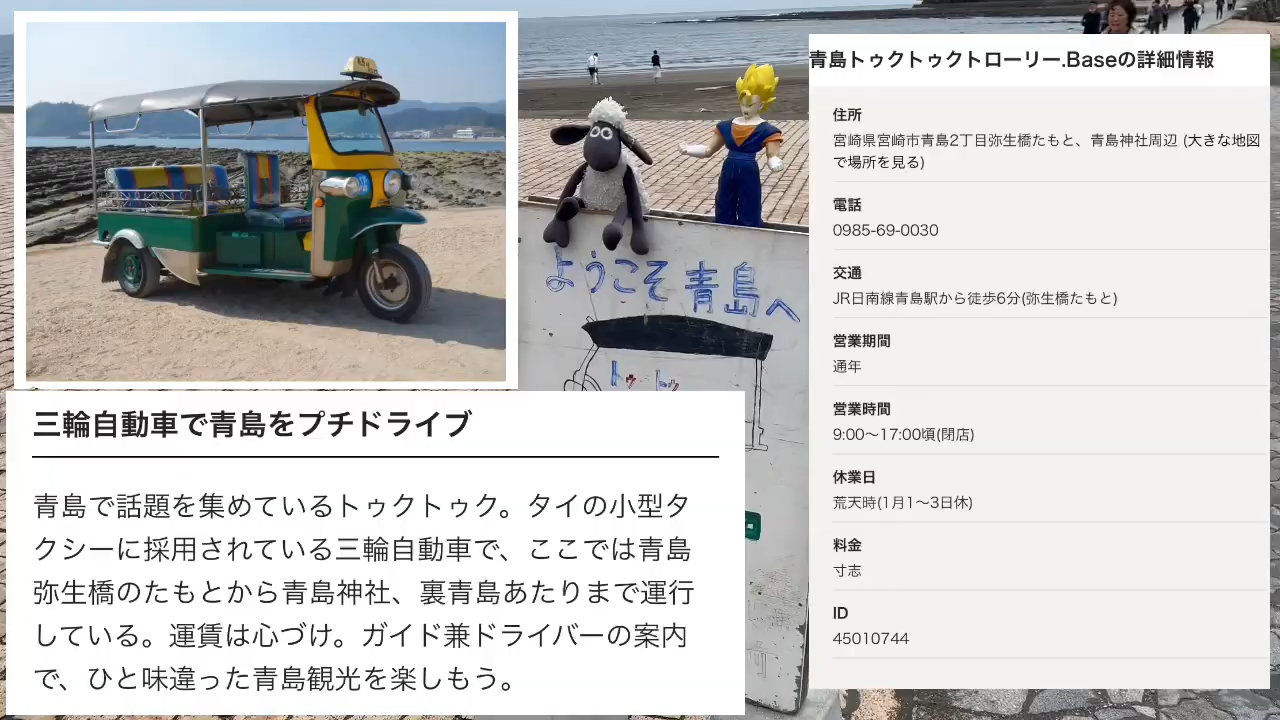 三輪自動車で青島をプチドライブ
青島で話題を集めているトゥクトゥク。タイの小型タ
クシーに採用されている三輪自動車で、ここでは青島
弥生橋のたもとから青島神社、裏青島あたりまで運行
している。運賃は心づけ。ガイド兼ドライバーの案内
で、ひと味違った青島観光を楽しもう。
ようこそ青島へ
トゥトゥ
青島トゥクトゥクトローリー.Baseの詳細情報
住所
宮崎県宮崎市青島2丁目弥生橋たもと、青島神社周辺 (大きな地図
で場所を見る)
電話
0985-69-0030
交通
JR日南線青島駅から徒歩6分(弥生橋たもと)
営業期間
通年
営業時間
9:00〜17:00頃(閉店)
休業日
荒天時(1月1〜3日休)
料金
寸志
ID
45010744